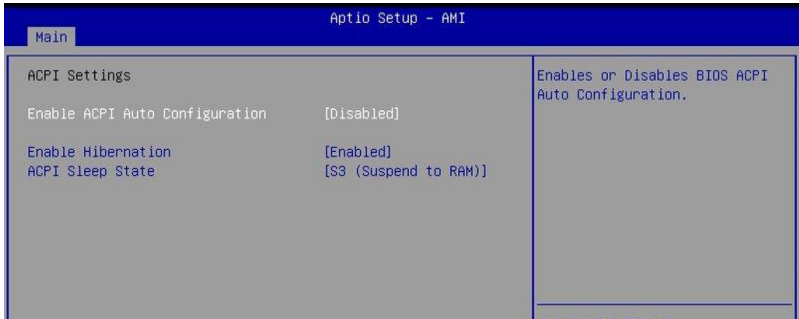 Aptio Setup – AMI
Main
ACPI Settings
Enable ACPI Auto Configuration [Disabled]
Enable Hibernation [Enabled]
ACPI Sleep State [S3 (Suspend to RAM)]
Enables or Disables BIOS ACPI
Auto Configuration.